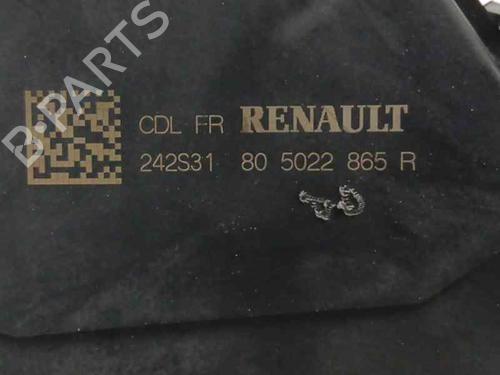 B-PARTS
CDL FR RENAULT
242S31 80 5022 865 R